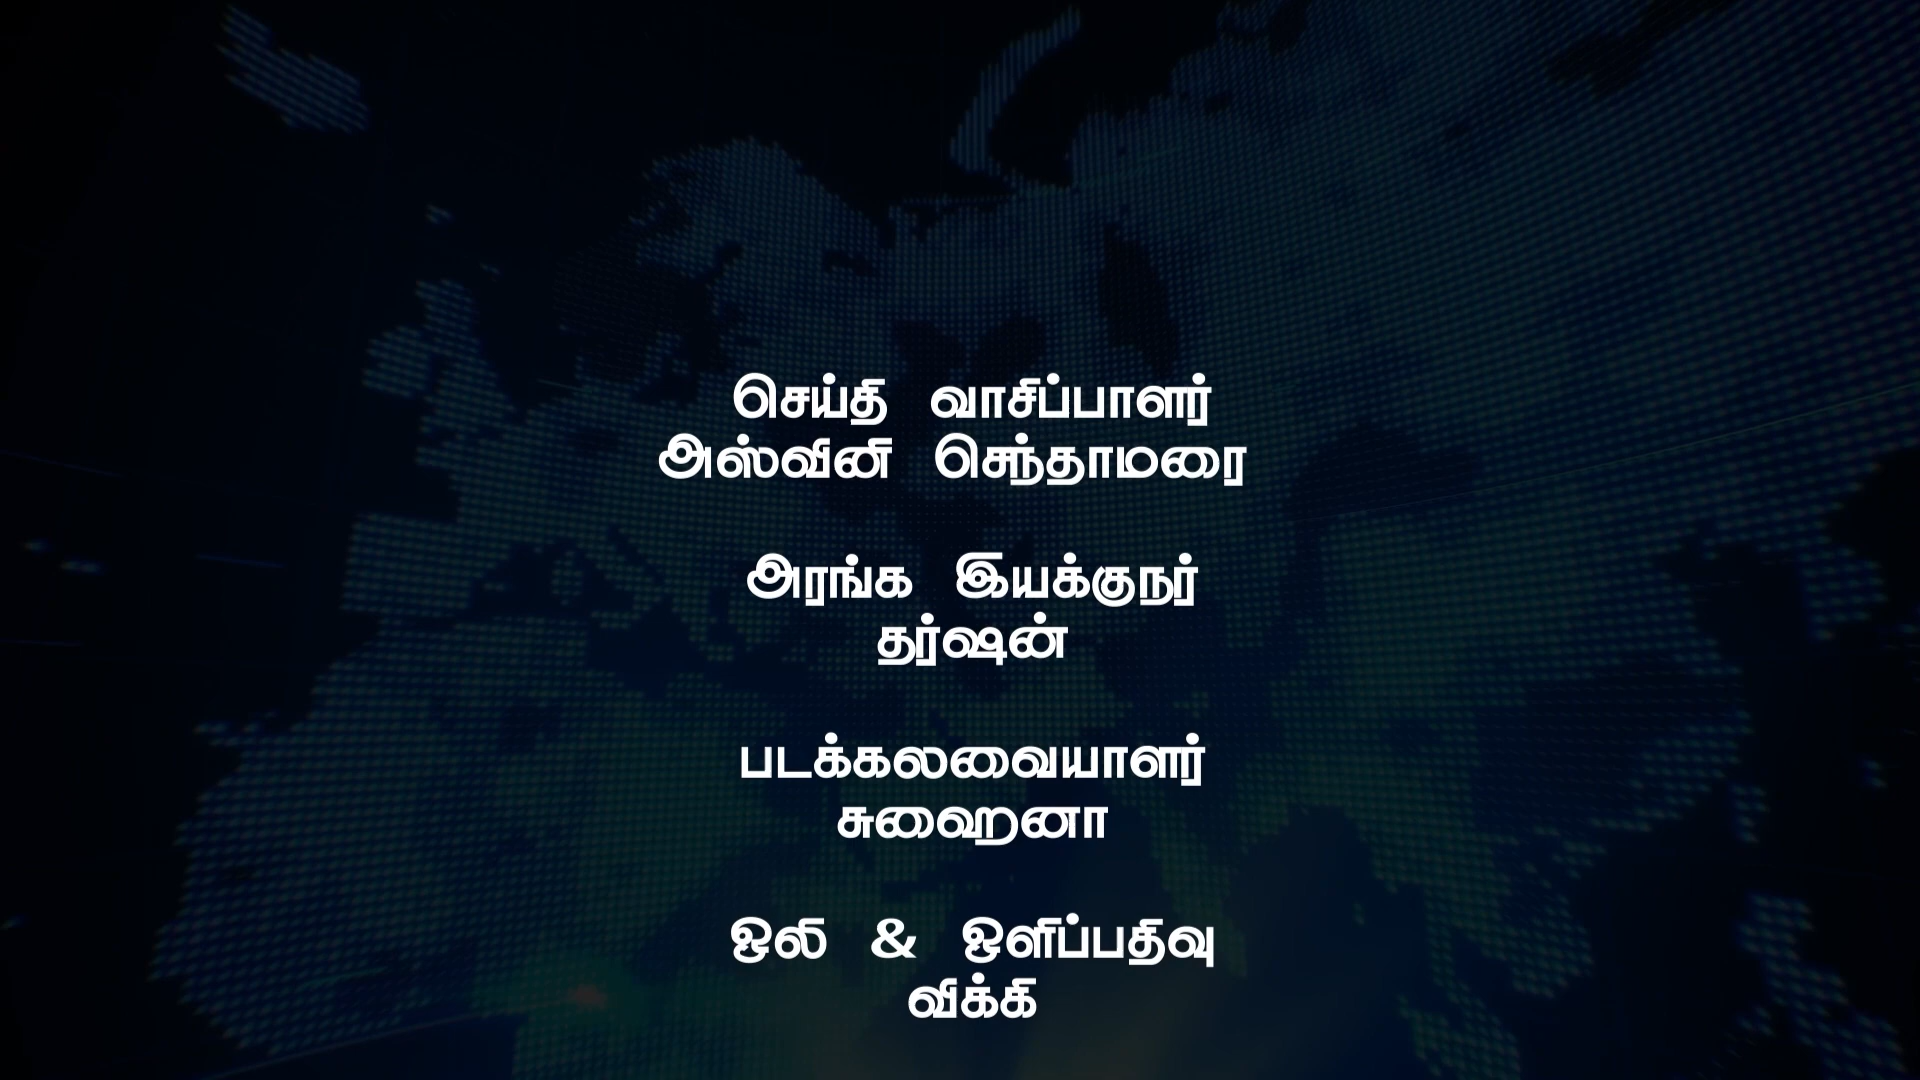 செய்தி வாசிப்பாளர்
அஸ்வினி செந்தாமரை
அரங்க இயக்குநர்
தர்ஷன்
படக்கலவையாளர்
சுஹைனா
ஒலி & ஒளிப்பதிவு
விக்கி